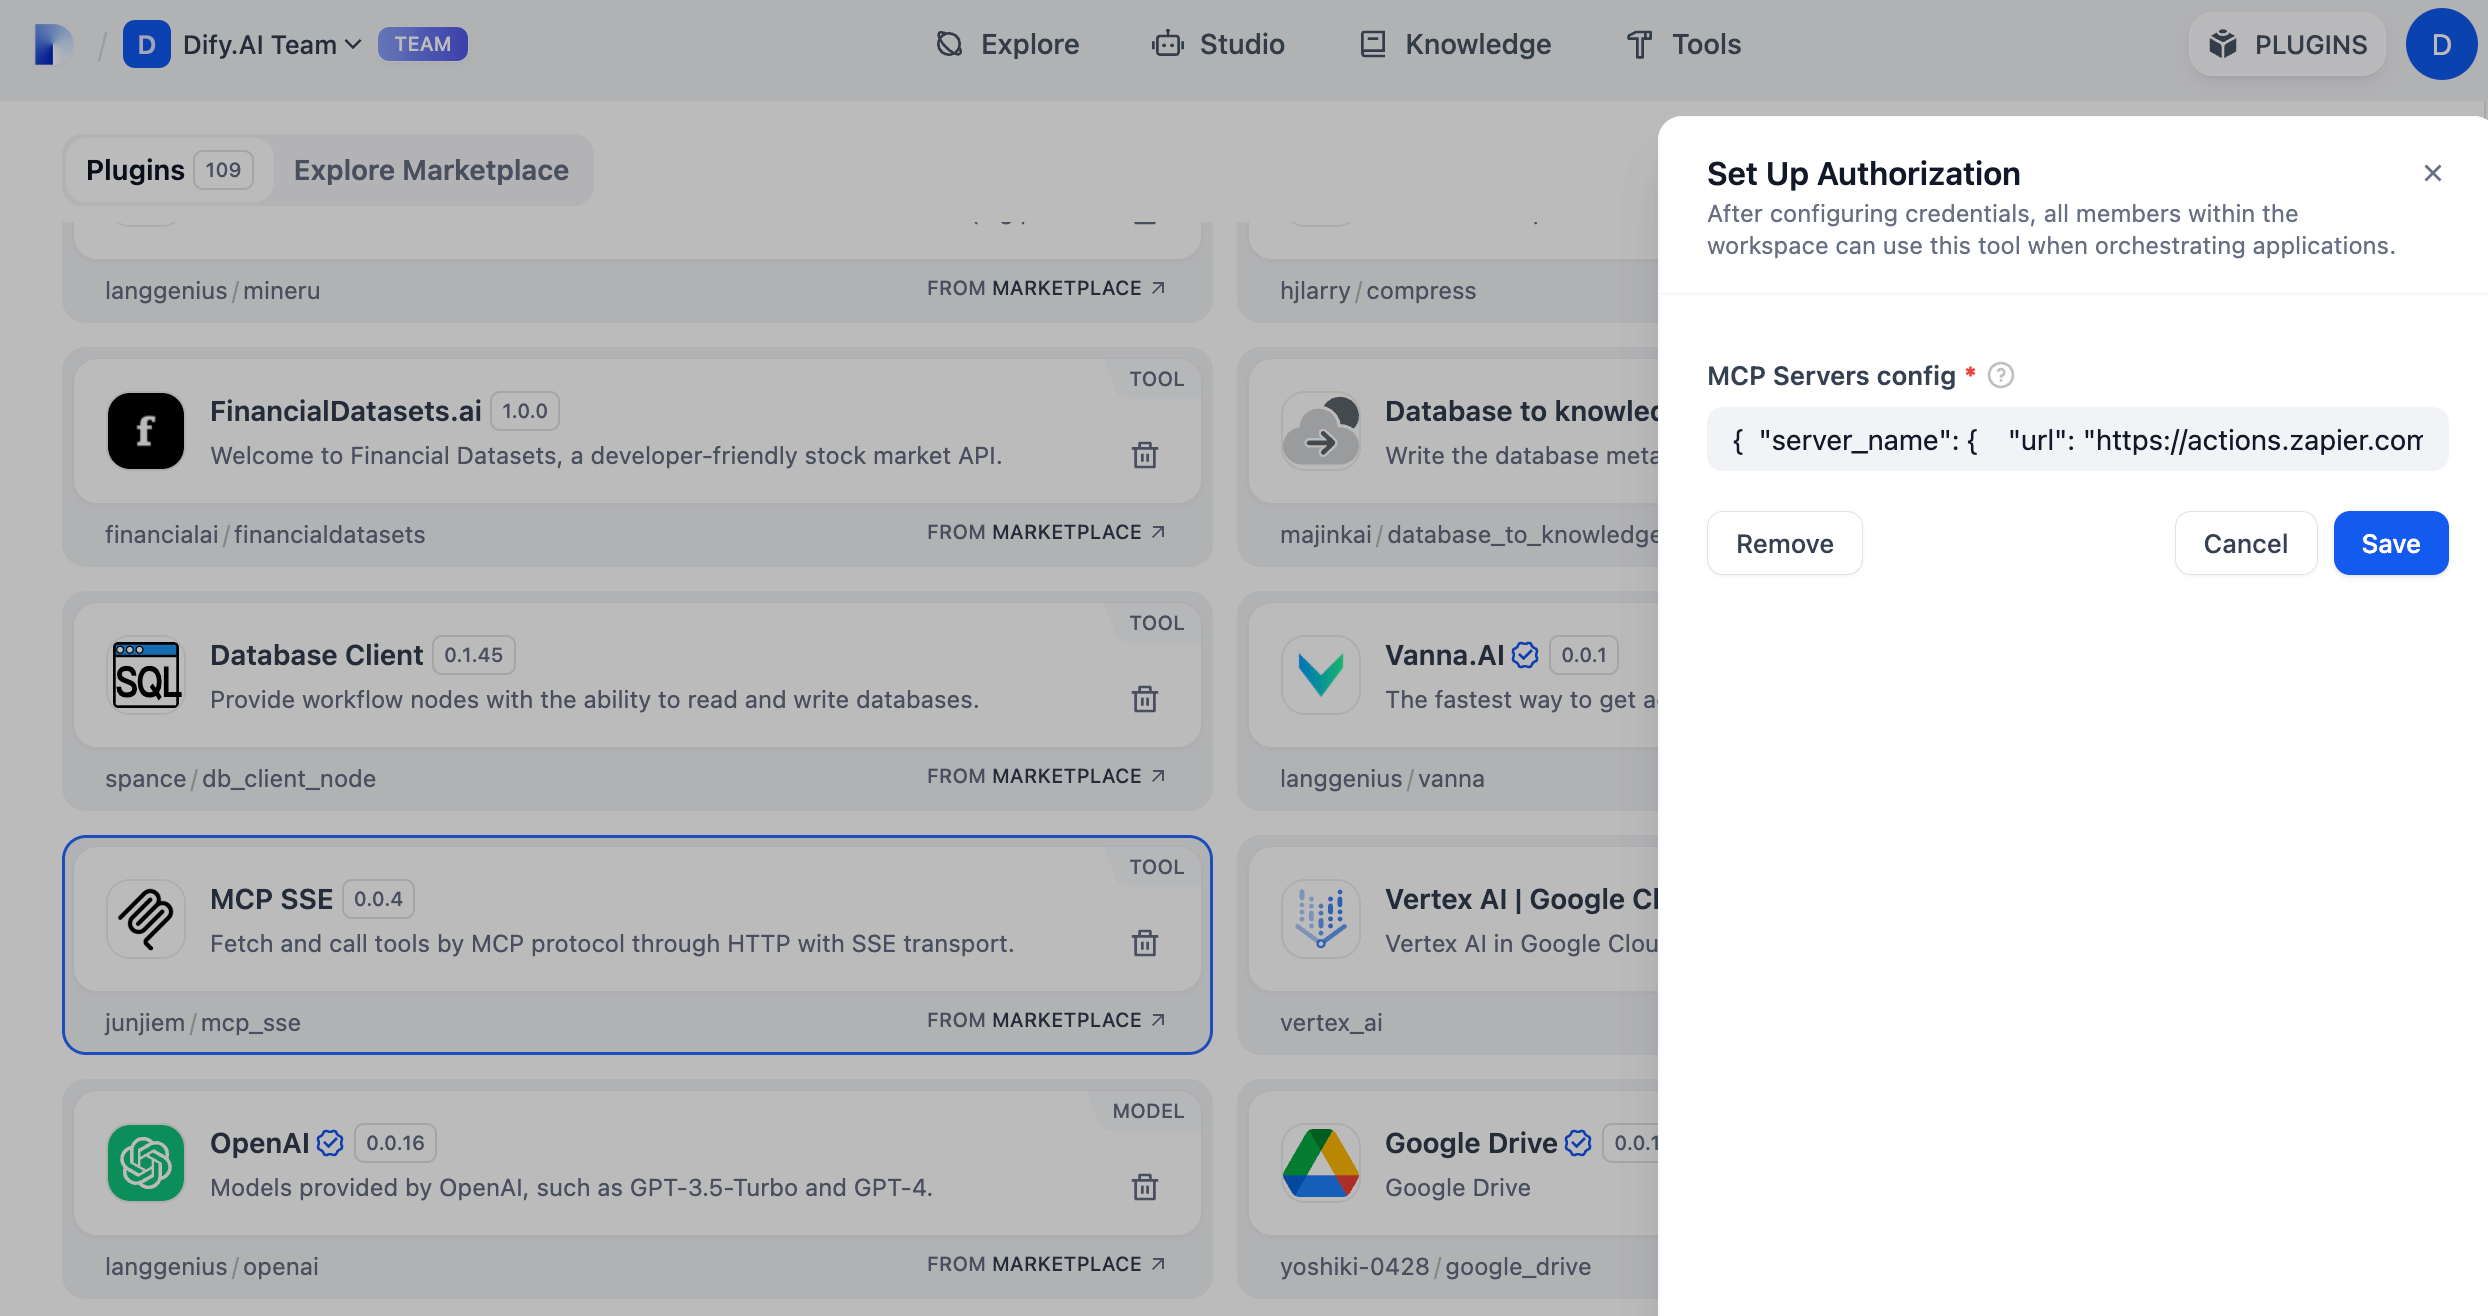 D
Dify.AI Team
TEAM
Explore
Studio
Knowledge
Tools
PLUGINS
D
Plugins 109
Explore Marketplace
langgenius / mineru
FROM MARKETPLACE
hjlarry / compress
TOOL
f
FinancialDatasets.ai 1.0.0
Welcome to Financial Datasets, a developer-friendly stock market API.
financialai / financialdatasets
FROM MARKETPLACE
Database to knowled
Write the database meta
majinkai / database_to_knowledge
TOOL
SQL
Database Client 0.1.45
Provide workflow nodes with the ability to read and write databases.
spance / db_client_node
FROM MARKETPLACE
Vanna.AI 0.0.1
The fastest way to get a
langgenius / vanna
TOOL
MCP SSE 0.0.4
Fetch and call tools by MCP protocol through HTTP with SSE transport.
junjiem / mcp_sse
FROM MARKETPLACE
Vertex AI | Google Cl
Vertex AI in Google Clou
vertex_ai
MODEL
OpenAI 0.0.16
Models provided by OpenAI, such as GPT-3.5-Turbo and GPT-4.
langgenius / openai
FROM MARKETPLACE
Google Drive 0.0.1
Google Drive
yoshiki-0428 / google_drive
Set Up Authorization
After configuring credentials, all members within the
workspace can use this tool when orchestrating applications.
MCP Servers config *
{ "server_name": { "url": "https://actions.zapier.com
Remove
Cancel
Save